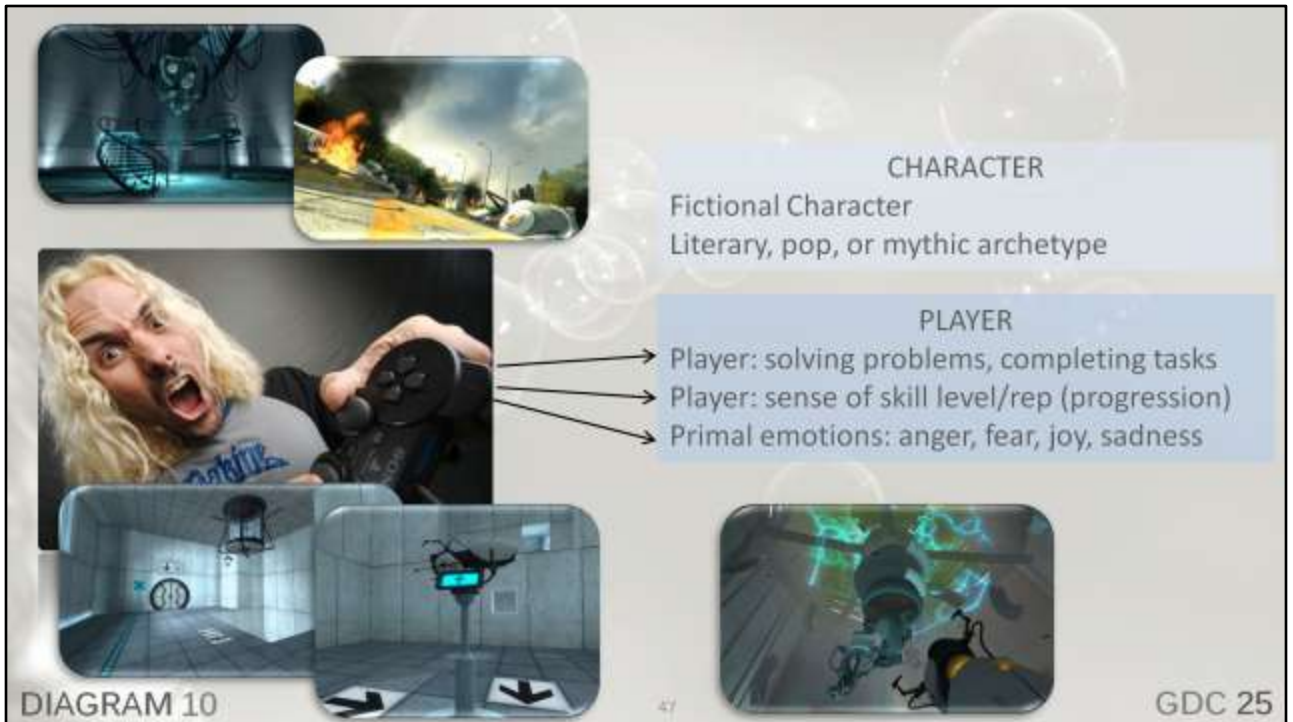 CHARACTER
Fictional Character
Literary, pop, or mythic archetype
PLAYER
Player: solving problems, completing tasks
Player: sense of skill level/rep (progression)
Primal emotions: anger, fear, joy, sadness
DIAGRAM 10
47
GDC 25